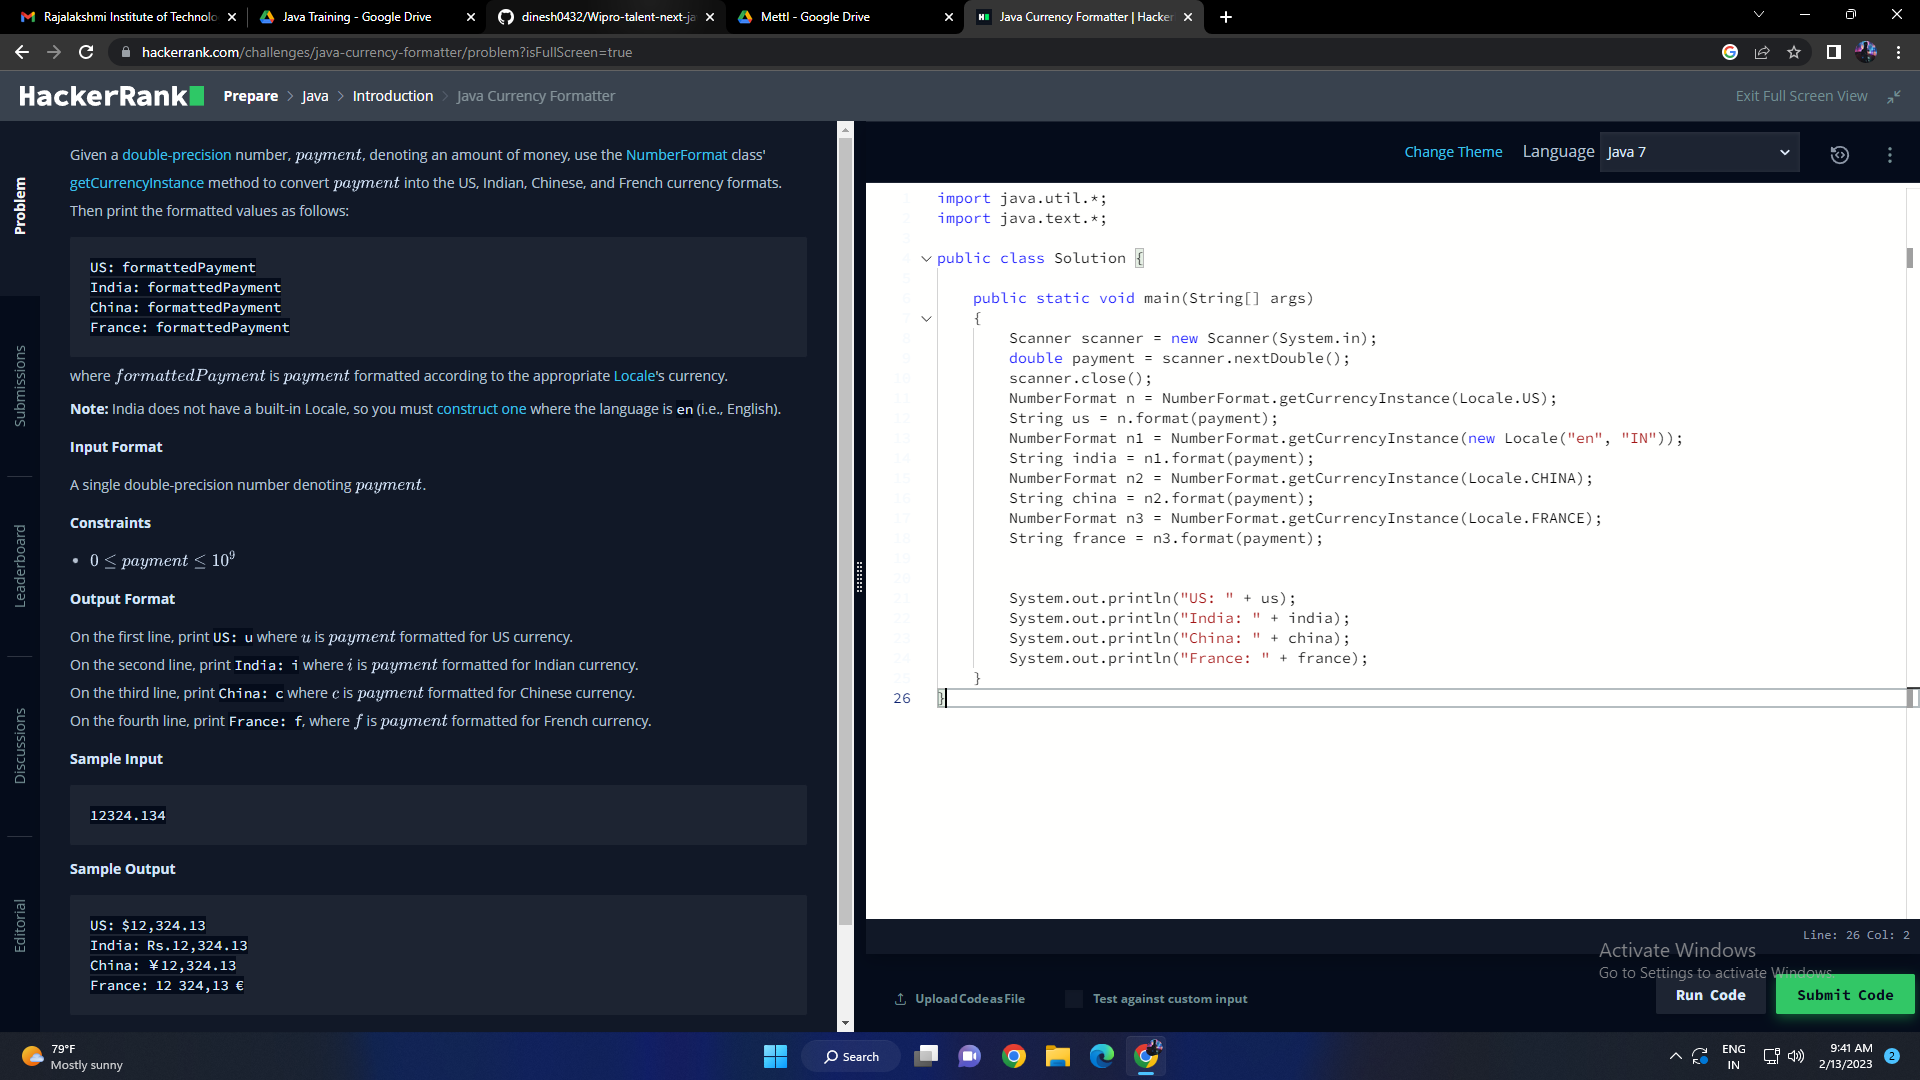 Rajalakshmi Institute of Technolo
Java Training - Google Drive
dinesh0432/Wipro-talent-next-ja
Mettl - Google Drive
Java Currency Formatter | Hacker
hackerrank.com/challenges/java-currency-formatter/problem?isFullScreen=true
HackerRank
Prepare > Java > Introduction > Java Currency Formatter
Exit Full Screen View
Problem
Submissions
Leaderboard
Discussions
Editorial
Given a double-precision number, payment, denoting an amount of money, use the NumberFormat class'
getCurrencyInstance method to convert payment into the US, Indian, Chinese, and French currency formats.
Then print the formatted values as follows:
US: formattedPayment
India: formattedPayment
China: formattedPayment
France: formattedPayment
where formattedPayment is payment formatted according to the appropriate Locale's currency.
Note: India does not have a built-in Locale, so you must construct one where the language is en (i.e., English).
Input Format
A single double-precision number denoting payment.
Constraints
• 0 ≤ payment ≤ 10⁹
Output Format
On the first line, print US: u where u is payment formatted for US currency.
On the second line, print India: i where i is payment formatted for Indian currency.
On the third line, print China: c where c is payment formatted for Chinese currency.
On the fourth line, print France: f, where f is payment formatted for French currency.
Sample Input
12324.134
Sample Output
US: $12,324.13
India: Rs.12,324.13
China: ￥12,324.13
France: 12 324,13 €
Change Theme
Language
Java 7
import java.util.*;
import java.text.*;
public class Solution {
public static void main(String[] args)
{
Scanner scanner = new Scanner(System.in);
double payment = scanner.nextDouble();
scanner.close();
NumberFormat n = NumberFormat.getCurrencyInstance(Locale.US);
String us = n.format(payment);
NumberFormat n1 = NumberFormat.getCurrencyInstance(new Locale("en", "IN"));
String india = n1.format(payment);
NumberFormat n2 = NumberFormat.getCurrencyInstance(Locale.CHINA);
String china = n2.format(payment);
NumberFormat n3 = NumberFormat.getCurrencyInstance(Locale.FRANCE);
String france = n3.format(payment);
System.out.println("US: " + us);
System.out.println("India: " + india);
System.out.println("China: " + china);
System.out.println("France: " + france);
}
26 }
Line: 26 Col: 2
Activate Windows
Go to Settings to activate Windows.
Upload Code as File
Test against custom input
Run Code
Submit Code
79°F
Mostly sunny
Search
ENG
IN
9:41 AM
2/13/2023
2